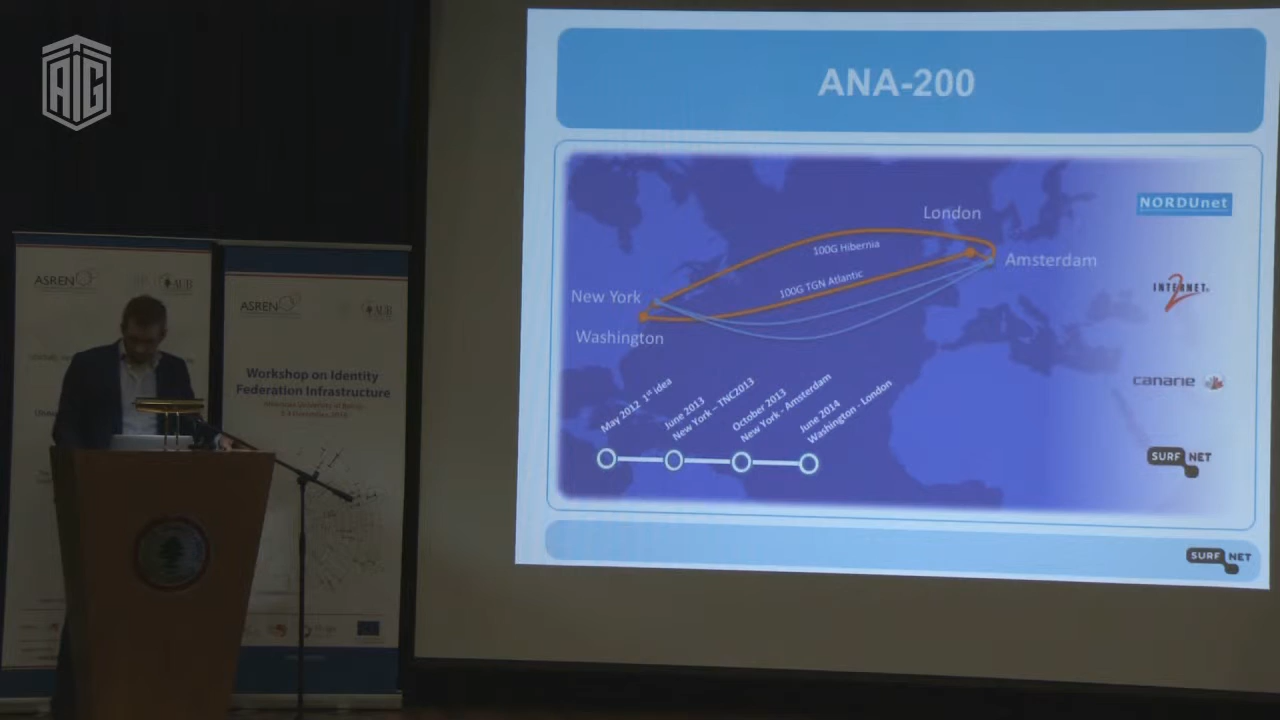 ATG
ASREN
AUB
ASREN
AUB
Workshop on Identity
Federation Infrastructure
ANA-200
London
100G Hibernia
100G TGN Atlantic
Amsterdam
New York
Washington
May 2012 1st idea
June 2013
New York – TNC2013
October 2013
New York - Amsterdam
June 2014
Washington - London
NORDUnet
INTERNET2
canarie
SURF NET
SURF NET